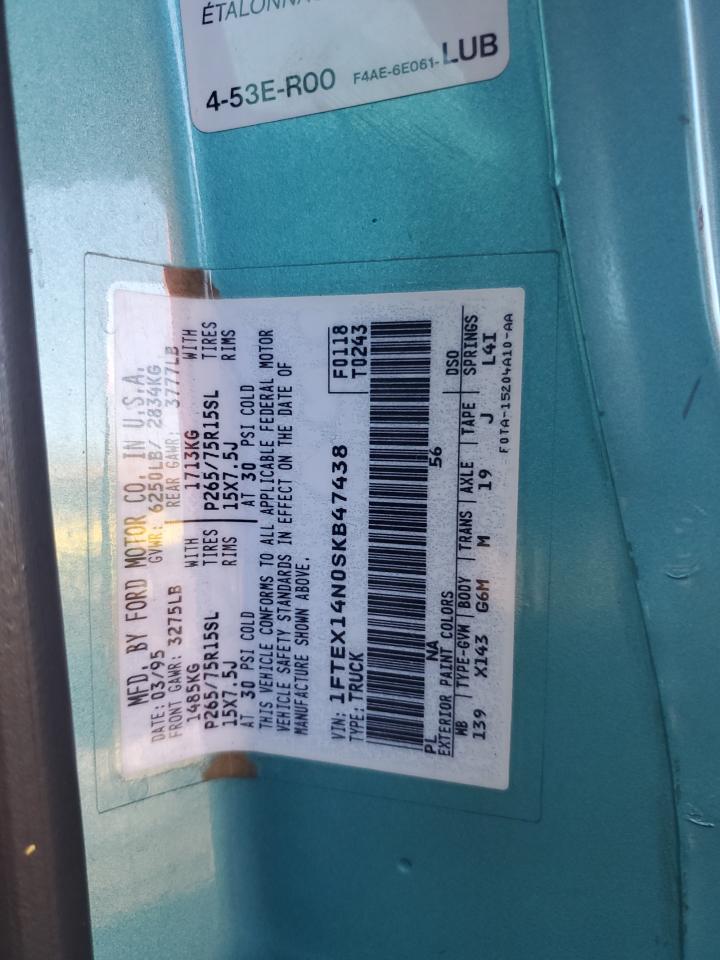 ÉTALONNA
4-53E-R00 F4AE-6E061- LUB
MFD. BY FORD MOTOR CO. IN U.S.A.
DATE: 03/95 GVWR: 6250LB/ 2834KG
FRONT GAWR: 3275LB REAR GAWR: 3777LB
1485KG WITH 1713KG WITH
P265/75R15SL TIRES P265/75R15SL TIRES
15X7.5J RIMS 15X7.5J RIMS
AT 30 PSI COLD AT 30 PSI COLD
THIS VEHICLE CONFORMS TO ALL APPLICABLE FEDERAL MOTOR
VEHICLE SAFETY STANDARDS IN EFFECT ON THE DATE OF
MANUFACTURE SHOWN ABOVE.
VIN: 1FTEX14N0SKB47438 F0118
TYPE: TRUCK T0243
PL NA 56
EXTERIOR PAINT COLORS DSO
WB TYPE-GVW BODY TRANS AXLE TAPE SPRINGS
139 X143 G6M M 19 J L4I
F0TA-15204A10-AA